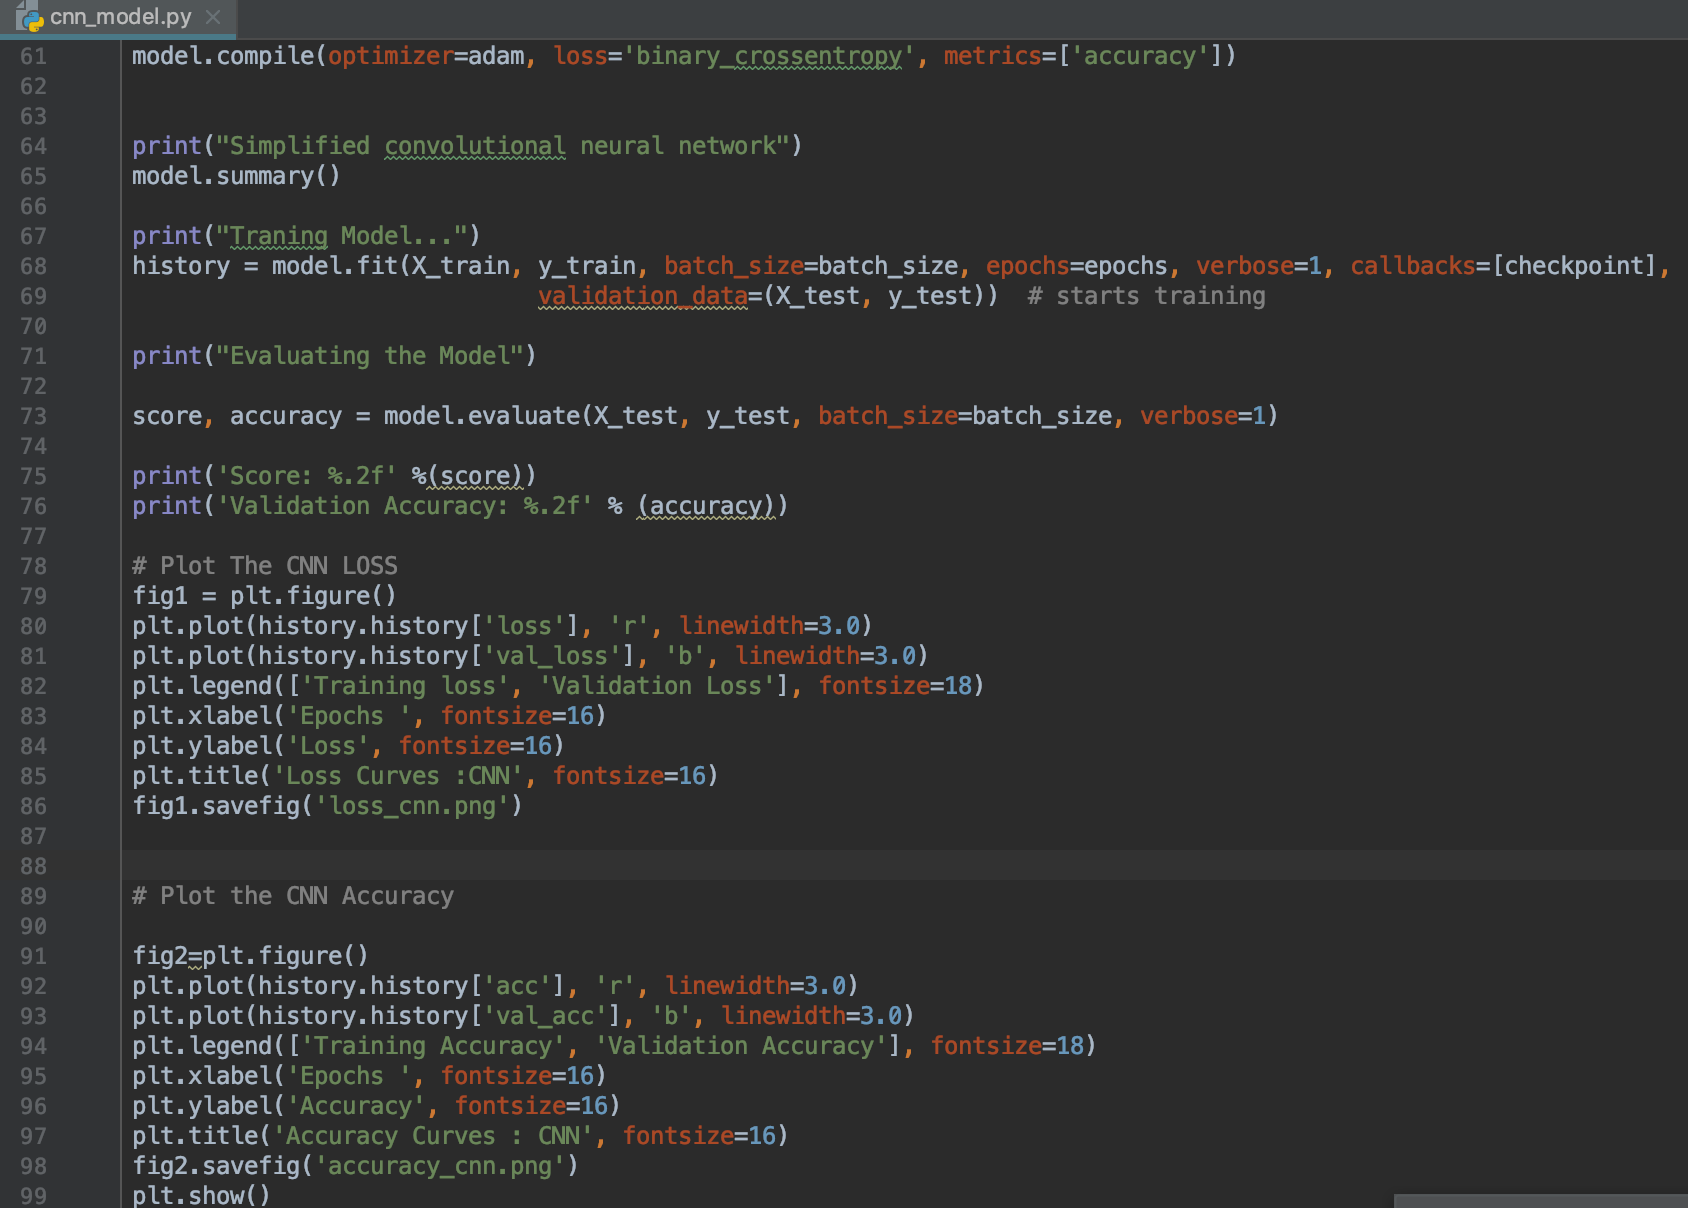 cnn_model.py
61 model.compile(optimizer=adam, loss='binary_crossentropy', metrics=['accuracy'])
62
63
64 print("Simplified convolutional neural network")
65 model.summary()
66
67 print("Traning Model...")
68 history = model.fit(X_train, y_train, batch_size=batch_size, epochs=epochs, verbose=1, callbacks=[checkpoint],
69 validation_data=(X_test, y_test))  # starts training
70
71 print("Evaluating the Model")
72
73 score, accuracy = model.evaluate(X_test, y_test, batch_size=batch_size, verbose=1)
74
75 print('Score: %.2f' %(score))
76 print('Validation Accuracy: %.2f' % (accuracy))
77
78 # Plot The CNN LOSS
79 fig1 = plt.figure()
80 plt.plot(history.history['loss'], 'r', linewidth=3.0)
81 plt.plot(history.history['val_loss'], 'b', linewidth=3.0)
82 plt.legend(['Training loss', 'Validation Loss'], fontsize=18)
83 plt.xlabel('Epochs ', fontsize=16)
84 plt.ylabel('Loss', fontsize=16)
85 plt.title('Loss Curves :CNN', fontsize=16)
86 fig1.savefig('loss_cnn.png')
87
88
89 # Plot the CNN Accuracy
90
91 fig2=plt.figure()
92 plt.plot(history.history['acc'], 'r', linewidth=3.0)
93 plt.plot(history.history['val_acc'], 'b', linewidth=3.0)
94 plt.legend(['Training Accuracy', 'Validation Accuracy'], fontsize=18)
95 plt.xlabel('Epochs ', fontsize=16)
96 plt.ylabel('Accuracy', fontsize=16)
97 plt.title('Accuracy Curves : CNN', fontsize=16)
98 fig2.savefig('accuracy_cnn.png')
99 plt.show()